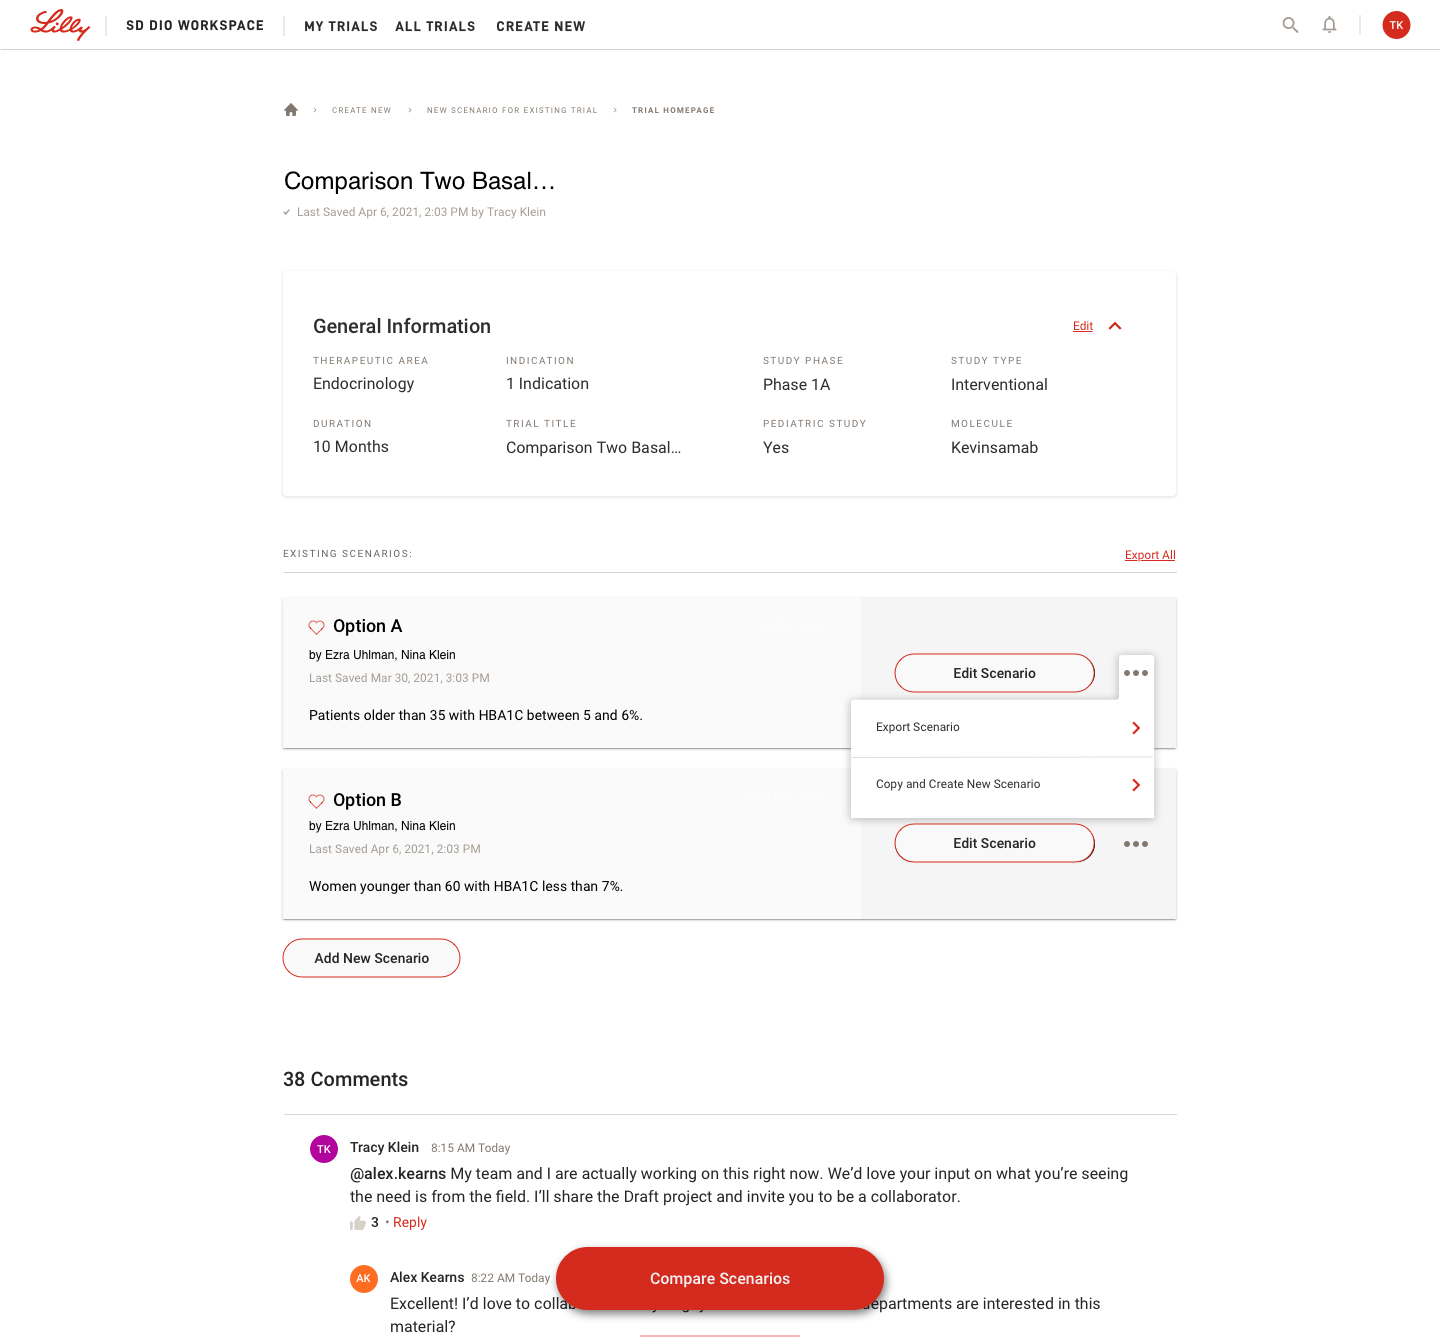 Lilly
SD DIO WORKSPACE
MY TRIALS
ALL TRIALS
CREATE NEW
TK
CREATE NEW
NEW SCENARIO FOR EXISTING TRIAL
TRIAL HOMEPAGE
Comparison Two Basal...
Last Saved Apr 6, 2021, 2:03 PM by Tracy Klein
General Information
Edit
THERAPEUTIC AREA
Endocrinology
INDICATION
1 Indication
STUDY PHASE
Phase 1A
STUDY TYPE
Interventional
DURATION
10 Months
TRIAL TITLE
Comparison Two Basal...
PEDIATRIC STUDY
Yes
MOLECULE
Kevinsamab
EXISTING SCENARIOS:
Export All
Option A
by Ezra Uhlman, Nina Klein
Last Saved Mar 30, 2021, 3:03 PM
Patients older than 35 with HBA1C between 5 and 6%.
Edit Scenario
Export Scenario
Copy and Create New Scenario
Option B
by Ezra Uhlman, Nina Klein
Last Saved Apr 6, 2021, 2:03 PM
Women younger than 60 with HBA1C less than 7%.
Edit Scenario
Add New Scenario
38 Comments
TK
Tracy Klein 8:15 AM Today
@alex.kearns My team and I are actually working on this right now. We’d love your input on what you’re seeing
the need is from the field. I’ll share the Draft project and invite you to be a collaborator.
3 • Reply
AK
Alex Kearns 8:22 AM Today
Compare Scenarios
Excellent! I’d love to are interested in this
material?